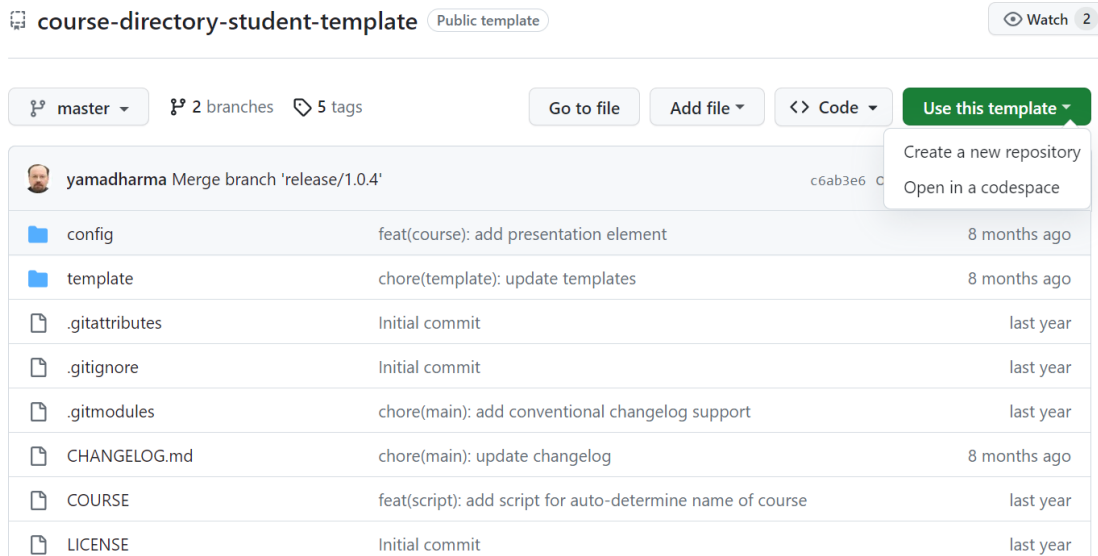 course-directory-student-template Public template Watch 2
master 2 branches 5 tags Go to file Add file <> Code Use this template
Create a new repository
Open in a codespace
yamadharma Merge branch 'release/1.0.4' c6ab3e6
config feat(course): add presentation element 8 months ago
template chore(template): update templates 8 months ago
.gitattributes Initial commit last year
.gitignore Initial commit last year
.gitmodules chore(main): add conventional changelog support last year
CHANGELOG.md chore(main): update changelog 8 months ago
COURSE feat(script): add script for auto-determine name of course last year
LICENSE Initial commit last year